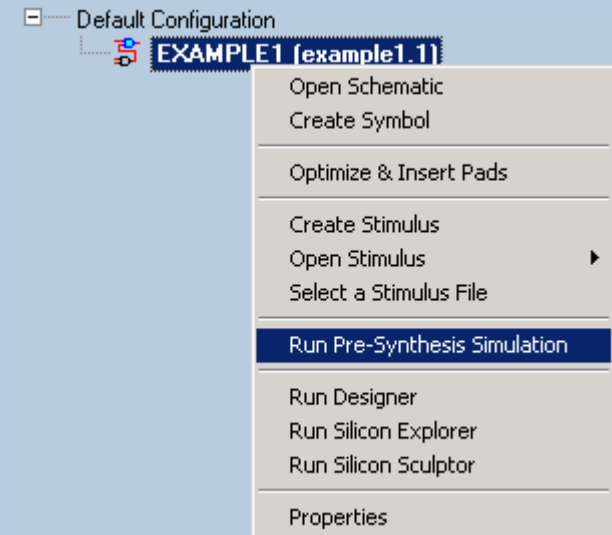 Default Configuration
EXAMPLE1 (example1.1)
Open Schematic
Create Symbol
Optimize & Insert Pads
Create Stimulus
Open Stimulus
Select a Stimulus File
Run Pre-Synthesis Simulation
Run Designer
Run Silicon Explorer
Run Silicon Sculptor
Properties